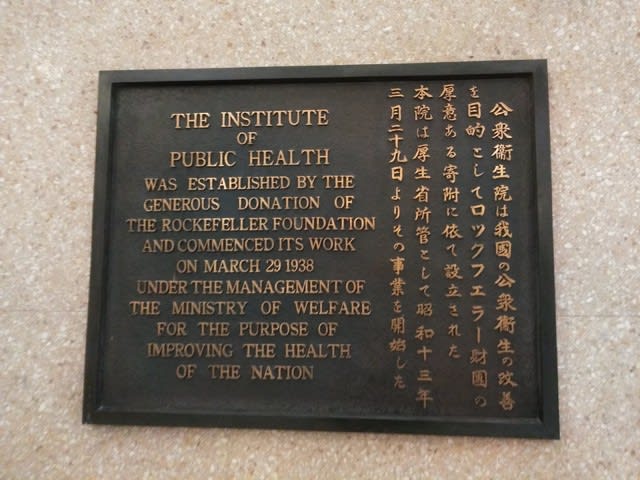 THE INSTITUTE
OF
PUBLIC HEALTH
WAS ESTABLISHED BY THE
GENEROUS DONATION OF
THE ROCKEFELLER FOUNDATION
AND COMMENCED ITS WORK
ON MARCH 29 1938
UNDER THE MANAGEMENT OF
THE MINISTRY OF WELFARE
FOR THE PURPOSE OF
IMPROVING THE HEALTH
OF THE NATION
公衆衞生院は我國の公衆衞生の改善
を目的としてロックフエラー財團の
厚意ある寄附に依て設立された
本院は厚生省所管として昭和十三年
三月二十九日よりその事業を開始した